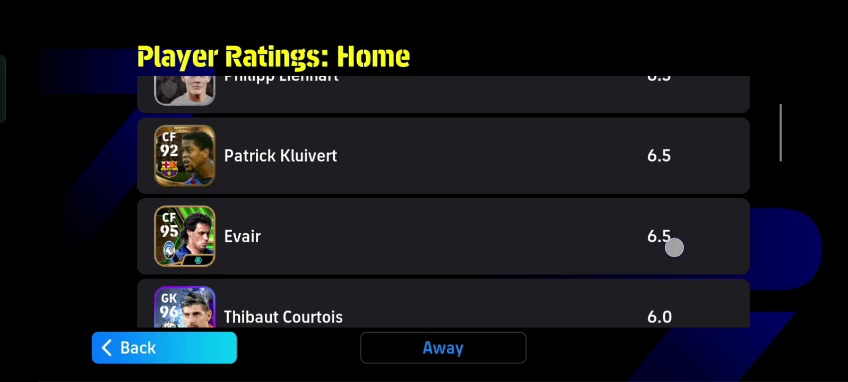 Player Ratings: Home
Philipp Lienhart
6.5
CF
92
Patrick Kluivert
6.5
CF
95
Evair
6.5
GK
96
Thibaut Courtois
6.0
Back
Away